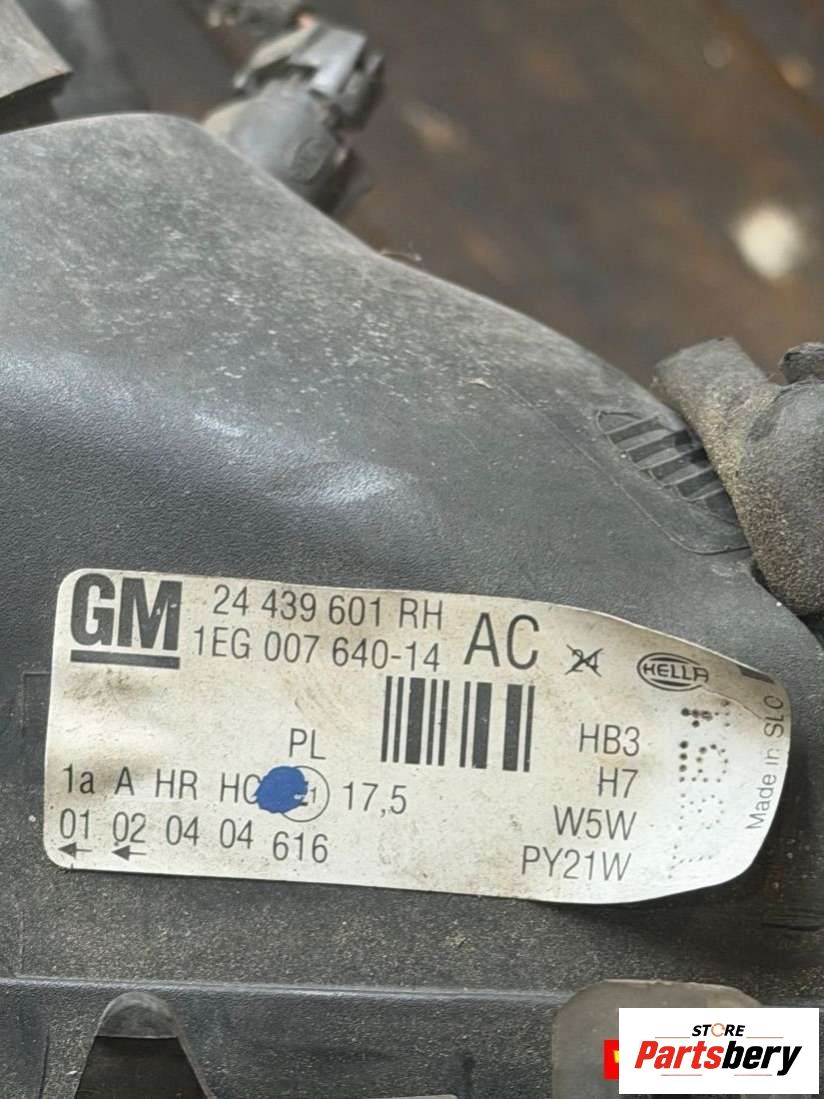 GM 24 439 601 RH
1EG 007 640-14 AC 24 HELLA
PL HB3
1a A HR 17,5 H7
01 02 04 04 616 W5W
PY21W
Made in SLO
STORE
Partsbery